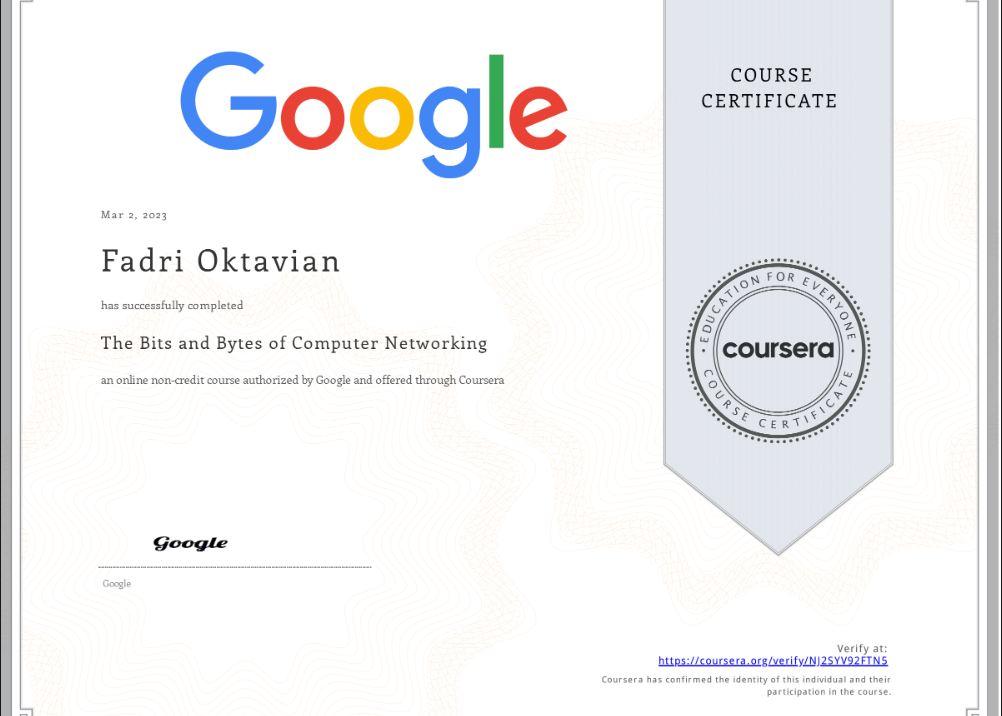 Google
COURSE
CERTIFICATE
Mar 2, 2023
Fadri Oktavian
has successfully completed
The Bits and Bytes of Computer Networking
an online non-credit course authorized by Google and offered through Coursera
EDUCATION FOR EVERYONE
coursera
COURSE CERTIFICATE
Google
Google
Verify at:
https://coursera.org/verify/NJ2SYV92FTN5
Coursera has confirmed the identity of this individual and their
participation in the course.